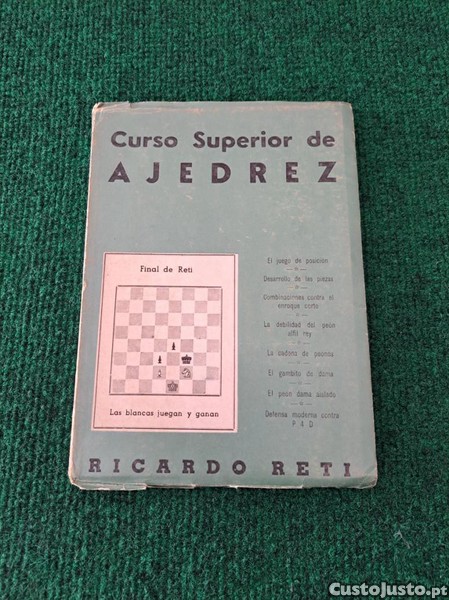 Curso Superior de
AJEDREZ
Final de Reti
Las blancas juegan y ganan
El juego de posición
Desarrollo de las piezas
Combinaciones contra el
enroque corto
La debilidad del peón
alfil rey
La cadena de peones
El gambito de dama
El peón dama aislado
Defensa moderna contra
P A D
RICARDO RETI
CustoJusto.pt